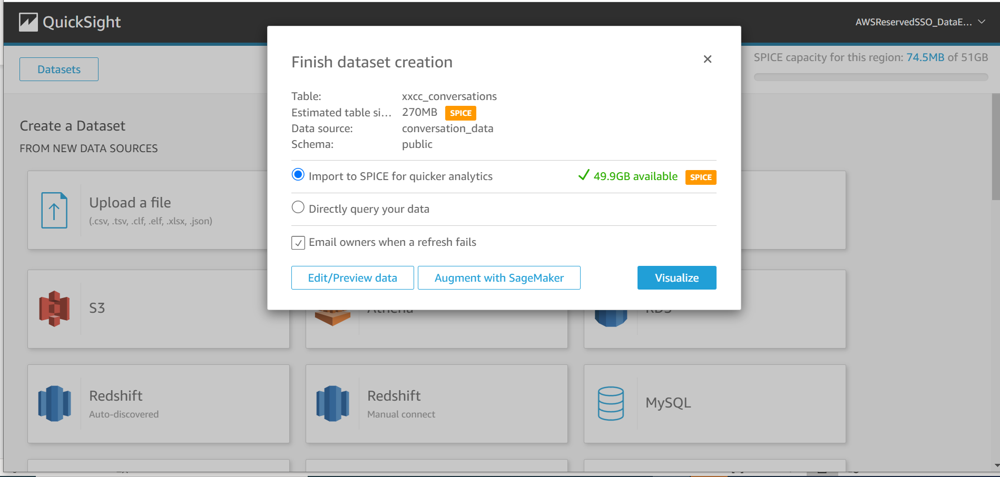 QuickSight
AWSReservedSSO_DataE...
Datasets
SPICE capacity for this region: 74.5MB of 51GB
Finish dataset creation
Table: xxcc_conversations
Estimated table si... 270MB SPICE
Data source: conversation_data
Schema: public
Import to SPICE for quicker analytics
49.9GB available SPICE
Directly query your data
Email owners when a refresh fails
Edit/Preview data
Augment with SageMaker
Visualize
Create a Dataset
FROM NEW DATA SOURCES
Upload a file
(.csv, .tsv, .clf, .elf, .xlsx, .json)
S3
Athena
RDS
Redshift
Auto-discovered
Redshift
Manual connect
MySQL